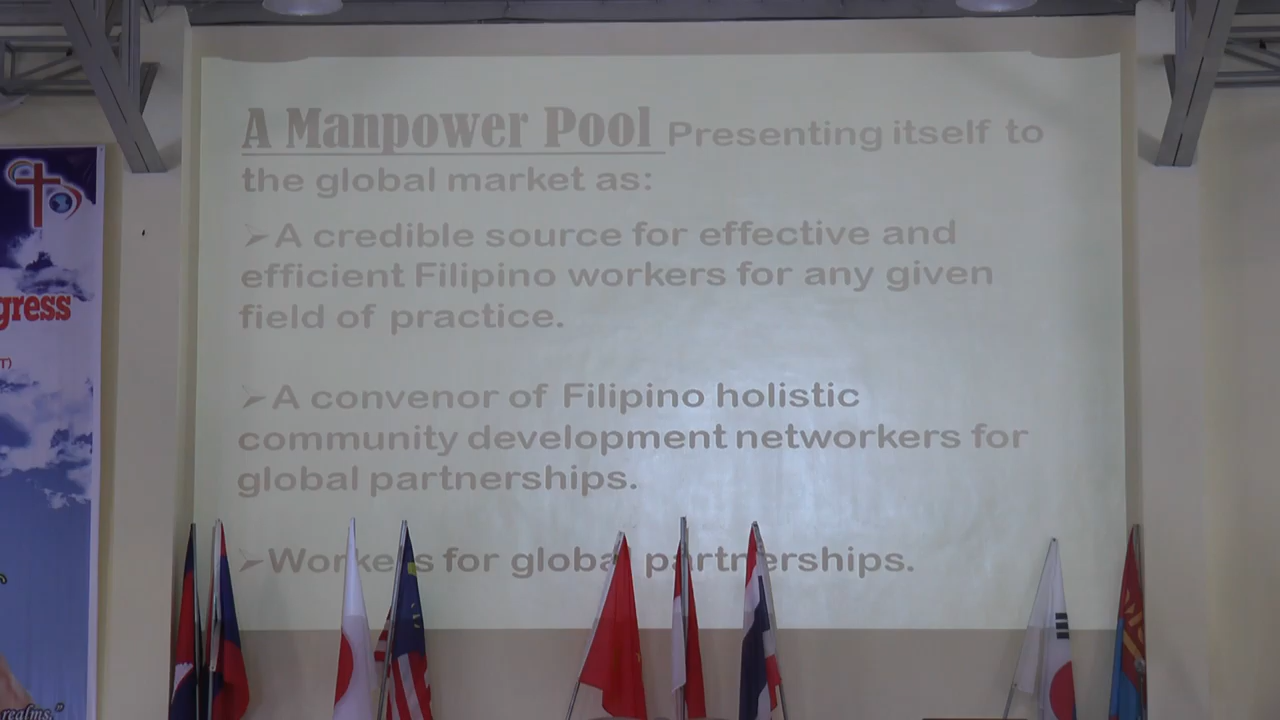 A Manpower Pool Presenting itself to
the global market as:
➢A credible source for effective and
efficient Filipino workers for any given
field of practice.
➢A convenor of Filipino holistic
community development networkers for
global partnerships.
➢Workers for global partnerships.
gress
T)
realms."